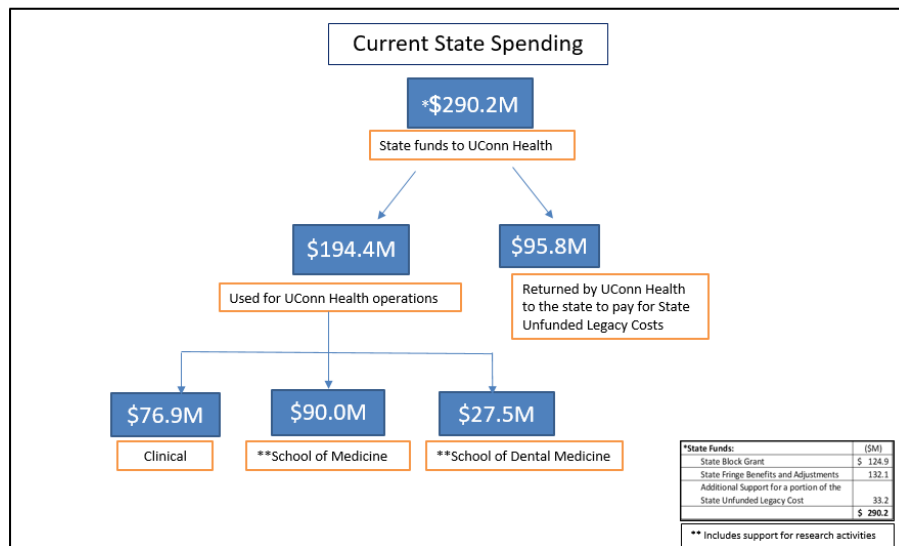 Current State Spending
*$290.2M
State funds to UConn Health
$194.4M
$95.8M
Used for UConn Health operations
Returned by UConn Health
to the state to pay for State
Unfunded Legacy Costs
$76.9M
$90.0M
$27.5M
Clinical
**School of Medicine
**School of Dental Medicine
*State Funds: ($M)
State Block Grant $ 124.9
State Fringe Benefits and Adjustments 132.1
Additional Support for a portion of the
State Unfunded Legacy Cost 33.2
$ 290.2
** Includes support for research activities